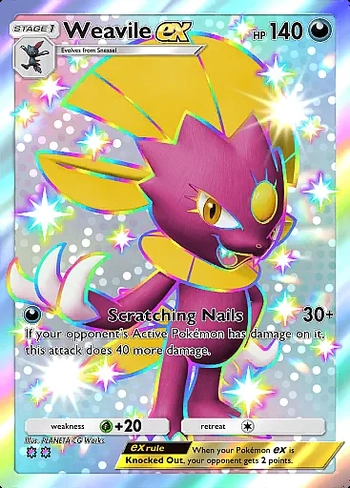 STAGE 1 Weavile ex HP 140
Evolves from Sneasel
Scratching Nails 30+
If your opponent's Active Pokémon has damage on it,
this attack does 40 more damage.
weakness +20 retreat
Illus. PLANETA CG Works
ex rule When your Pokémon ex is
Knocked Out, your opponent gets 2 points.